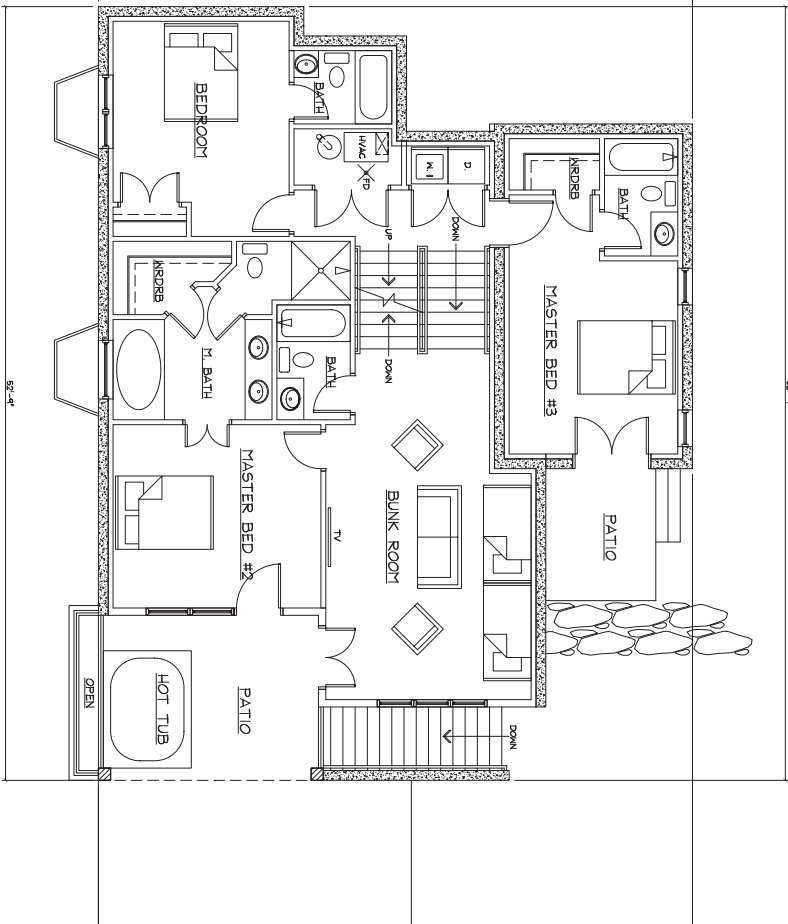 BEDROOM
BATH
HVAC
FD
W.
D.
WRDRB
BATH
UP
DOWN
WRDRB
M. BATH
BATH
DOWN
MASTER BED #3
52'-9"
MASTER BED #2
TV
BUNK ROOM
PATIO
OPEN
HOT TUB
PATIO
DOWN